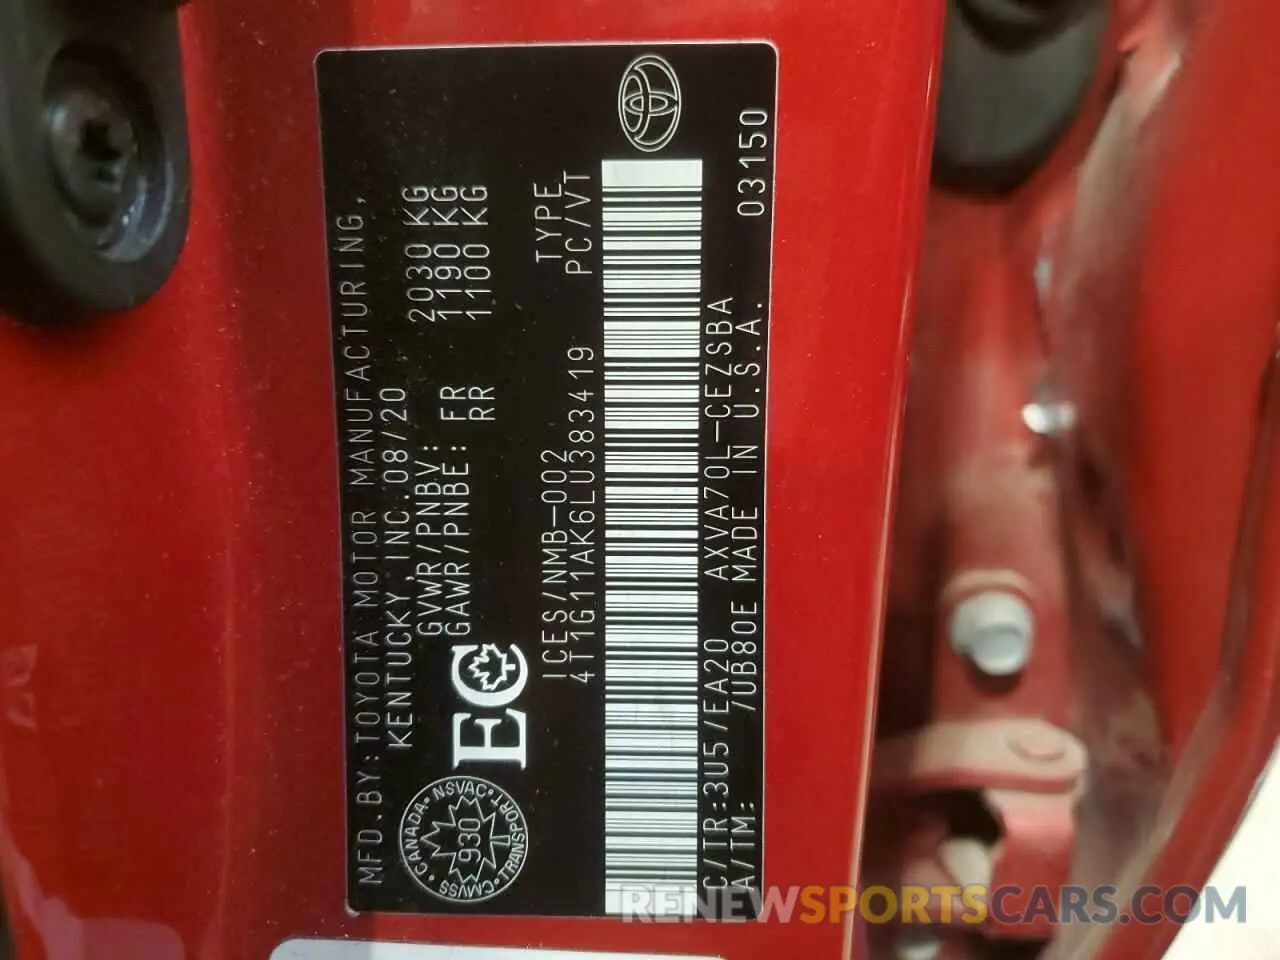 MFD.BY:TOYOTA MOTOR MANUFACTURING,
KENTUCKY,INC.08/20
GVWR/PNBV: 2030 KG
GAWR/PNBE: FR 1190 KG
RR 1100 KG
CANADA • NSVAC • TRANSPORT • CMVSS •
930
EC
ICES/NMB-002 TYPE
4T1G11AK6LU383419 PC/VT
C/TR:3U5/EA20 AXVA70L-CEZSBA 03150
A/TM: /UB80E MADE IN U.S.A.
RENEWSPORTSCARS.COM